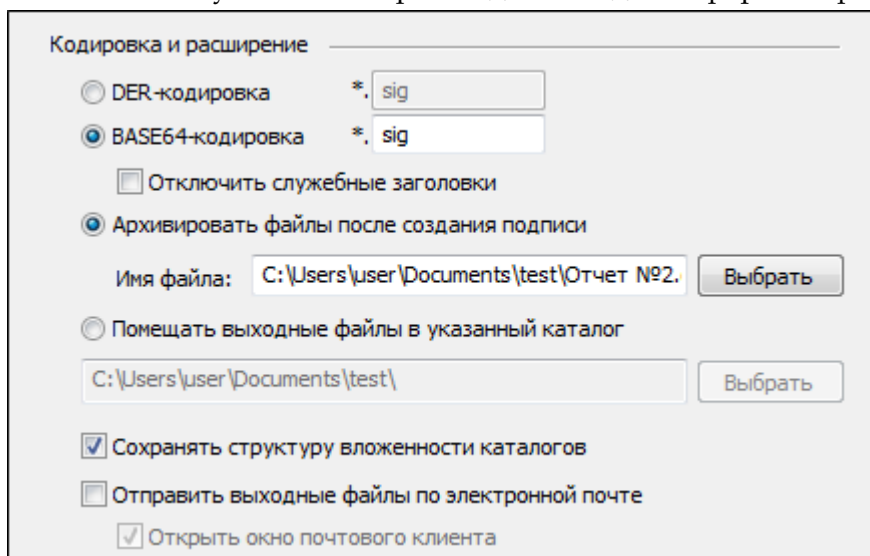 Кодировка и расширение
DER-кодировка *. sig
BASE64-кодировка *. sig
Отключить служебные заголовки
Архивировать файлы после создания подписи
Имя файла: C:\Users\user\Documents\test\Отчет №2. Выбрать
Помещать выходные файлы в указанный каталог
C:\Users\user\Documents\test\ Выбрать
Сохранять структуру вложенности каталогов
Отправить выходные файлы по электронной почте
Открыть окно почтового клиента